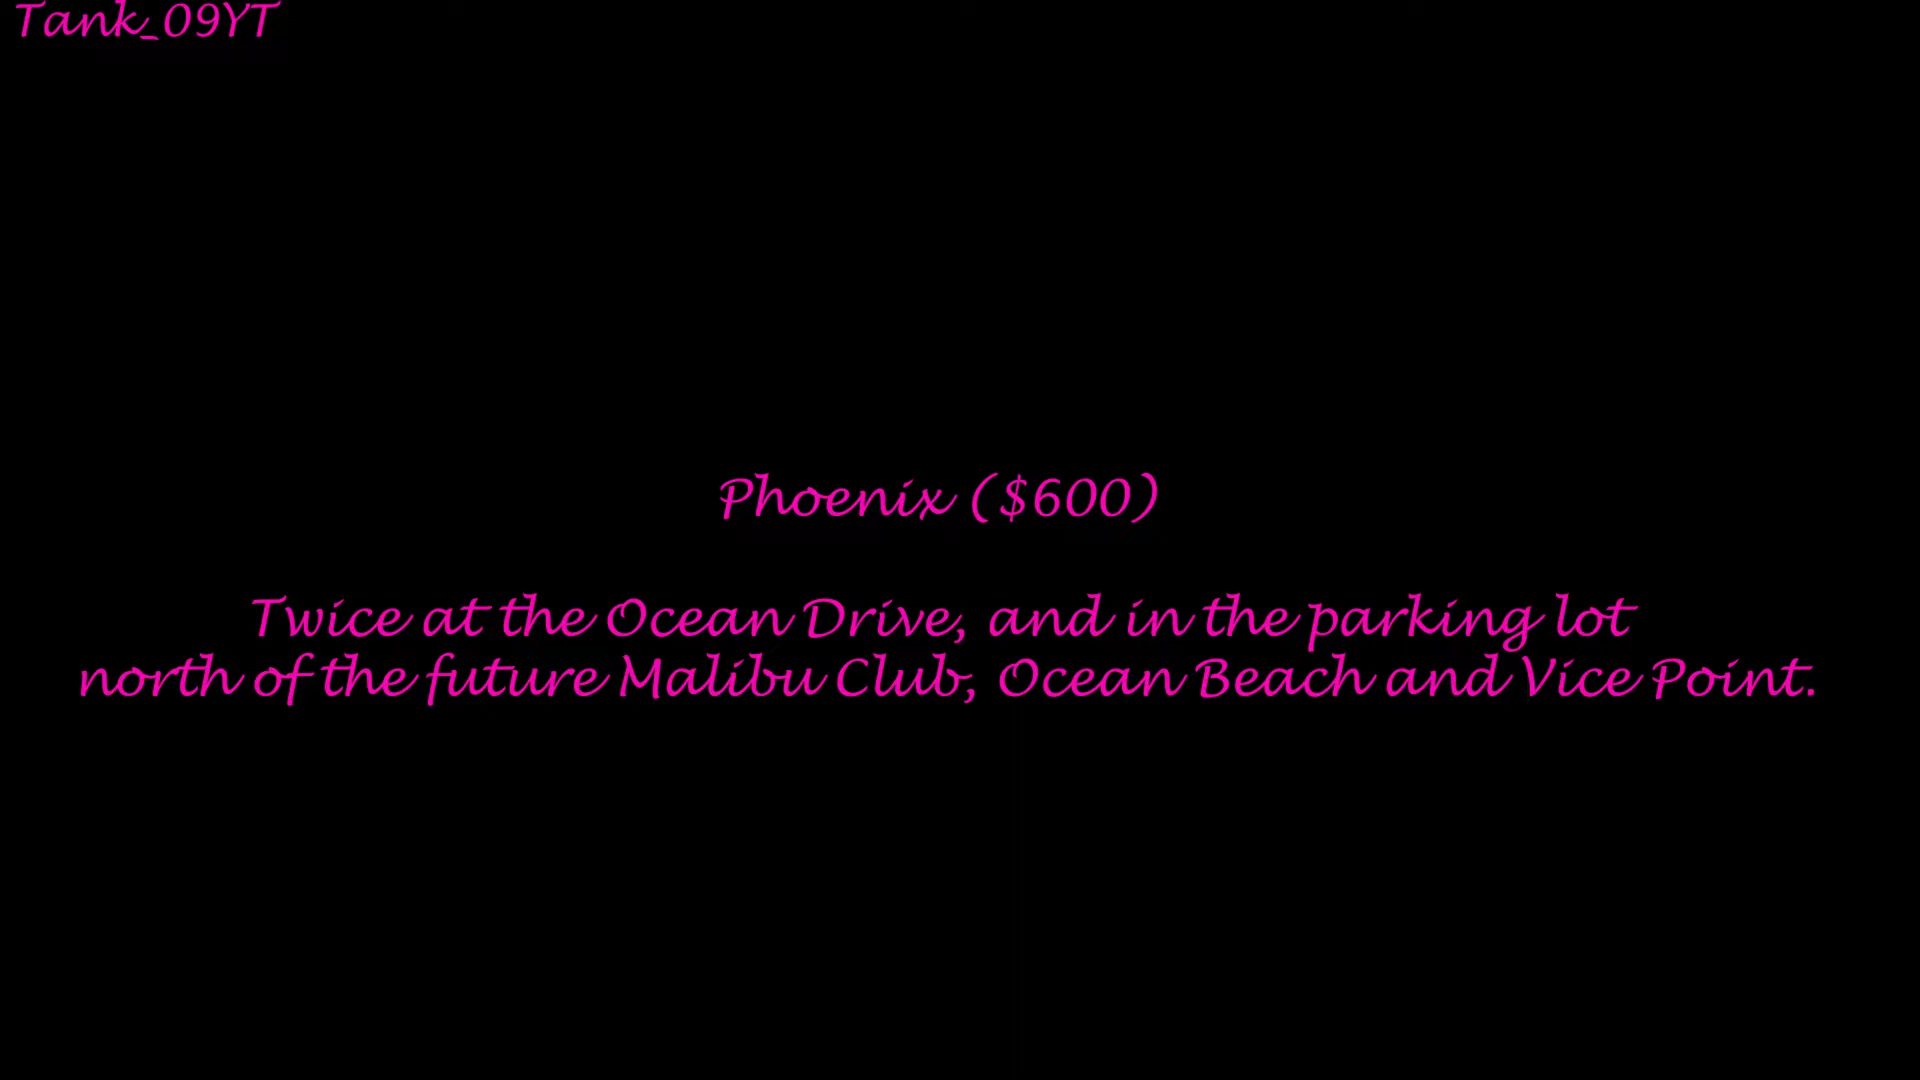 Tank_09YT
Phoenix ($600)
Twice at the Ocean Drive, and in the parking lot
north of the future Malibu Club, Ocean Beach and Vice Point.